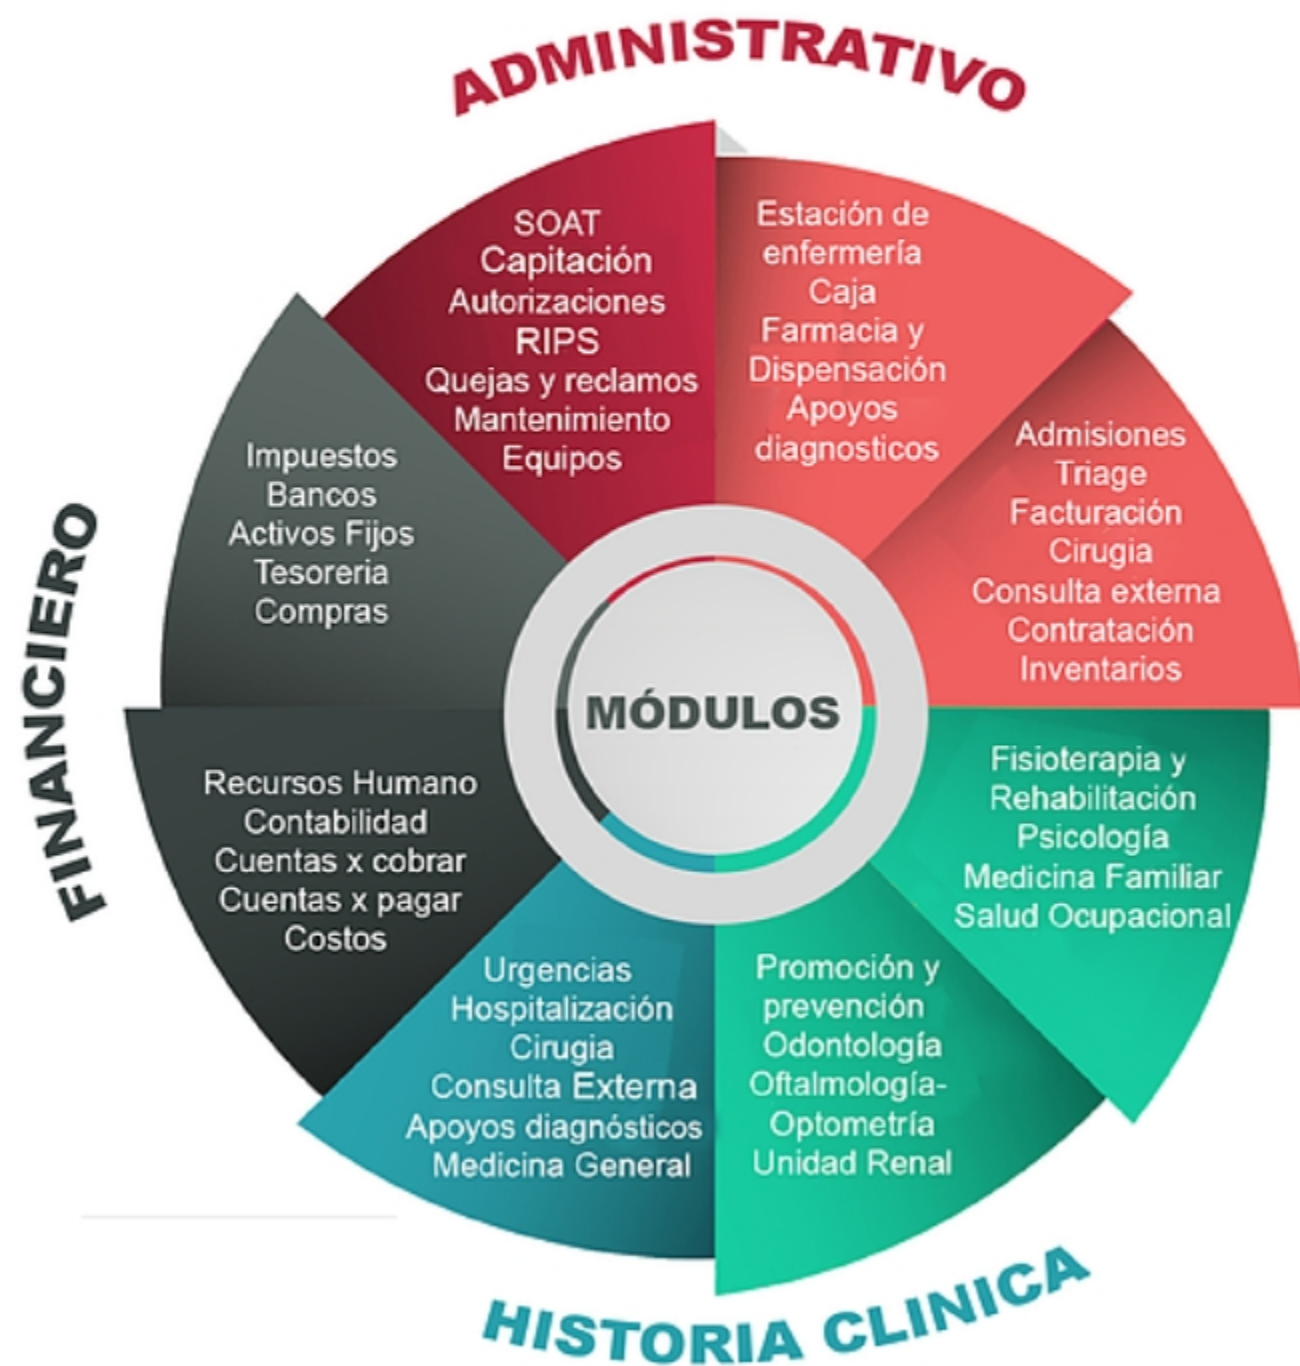 ADMINISTRATIVO
SOAT
Capitación
Autorizaciones
RIPS
Quejas y reclamos
Mantenimiento
Equipos
Estación de
enfermería
Caja
Farmacia y
Dispensación
Apoyos
diagnosticos
Admisiones
Triage
Facturación
Cirugia
Consulta externa
Contratación
Inventarios
FINANCIERO
Impuestos
Bancos
Activos Fijos
Tesoreria
Compras
MÓDULOS
Recursos Humano
Contabilidad
Cuentas x cobrar
Cuentas x pagar
Costos
Fisioterapia y
Rehabilitación
Psicología
Medicina Familiar
Salud Ocupacional
Urgencias
Hospitalización
Cirugia
Consulta Externa
Apoyos diagnósticos
Medicina General
Promoción y
prevención
Odontología
Oftalmología-
Optometría
Unidad Renal
HISTORIA CLINICA